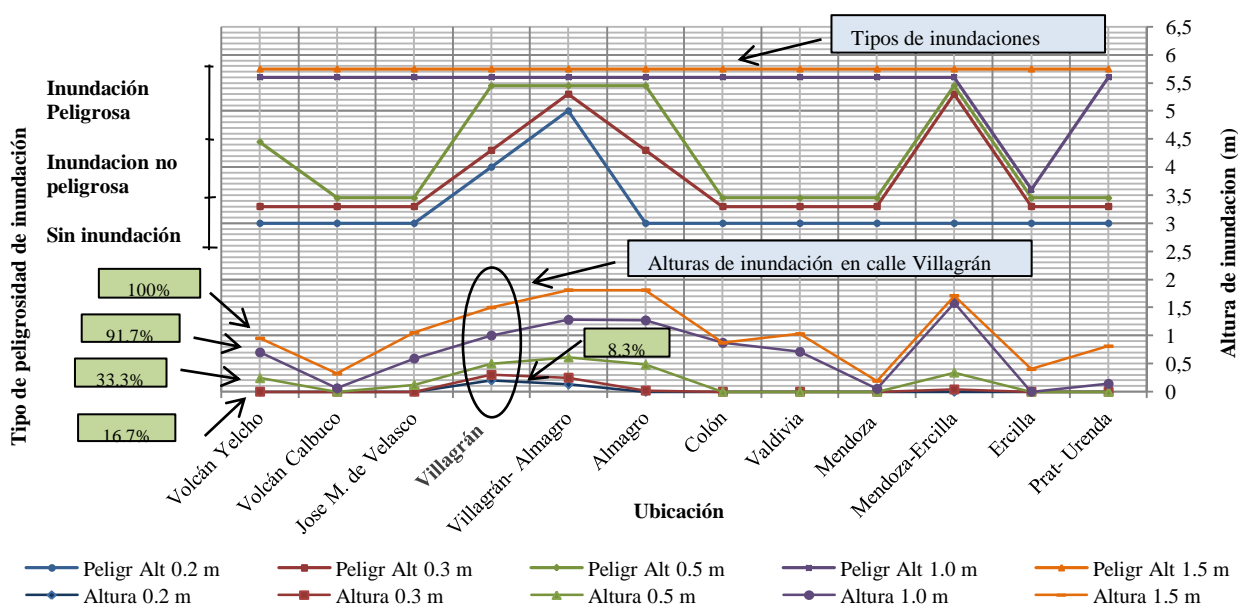 Tipo de peligrosidad de inundación
Inundación
Peligrosa
Inundacion no
peligrosa
Sin inundación
Tipos de inundaciones
Alturas de inundación en calle Villagrán
100%
91.7%
33.3%
16.7%
8.3%
6,5
6
5,5
5
4,5
4
3,5
3
2,5
2
1,5
1
0,5
0
Altura de inundacion (m)
Volcán Yelcho
Volcán Calbuco
Jose M. de Velasco
Villagrán
Villagrán- Almagro
Almagro
Colón
Valdivia
Mendoza
Mendoza-Ercilla
Ercilla
Prat- Urenda
Ubicación
Peligr Alt 0.2 m
Peligr Alt 0.3 m
Peligr Alt 0.5 m
Peligr Alt 1.0 m
Peligr Alt 1.5 m
Altura 0.2 m
Altura 0.3 m
Altura 0.5 m
Altura 1.0 m
Altura 1.5 m